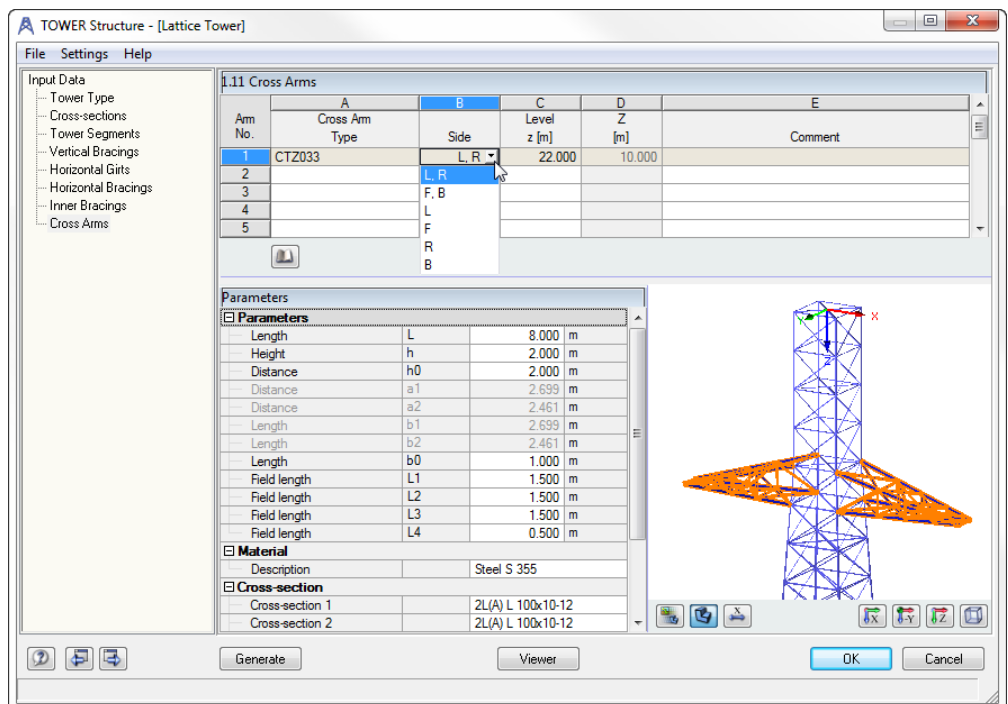 TOWER Structure - [Lattice Tower]
File Settings Help
Input Data
Tower Type
Cross-sections
Tower Segments
Vertical Bracings
Horizontal Girts
Horizontal Bracings
Inner Bracings
Cross Arms
1.11 Cross Arms
A B C D E
Arm Cross Arm Level Z
No. Type Side z [m] [m] Comment
1 CTZ033 L, R 22.000 10.000
2 L, R
3 F, B
4 L
5 F
R
B
Parameters
Parameters
Length L 8.000 m
Height h 2.000 m
Distance h0 2.000 m
Distance a1 2.699 m
Distance a2 2.461 m
Length b1 2.699 m
Length b2 2.461 m
Length b0 1.000 m
Field length L1 1.500 m
Field length L2 1.500 m
Field length L3 1.500 m
Field length L4 0.500 m
Material
Description Steel S 355
Cross-section
Cross-section 1 2L(A) L 100x10-12
Cross-section 2 2L(A) L 100x10-12
Y X
Z
X X -Y Z
Generate Viewer OK Cancel